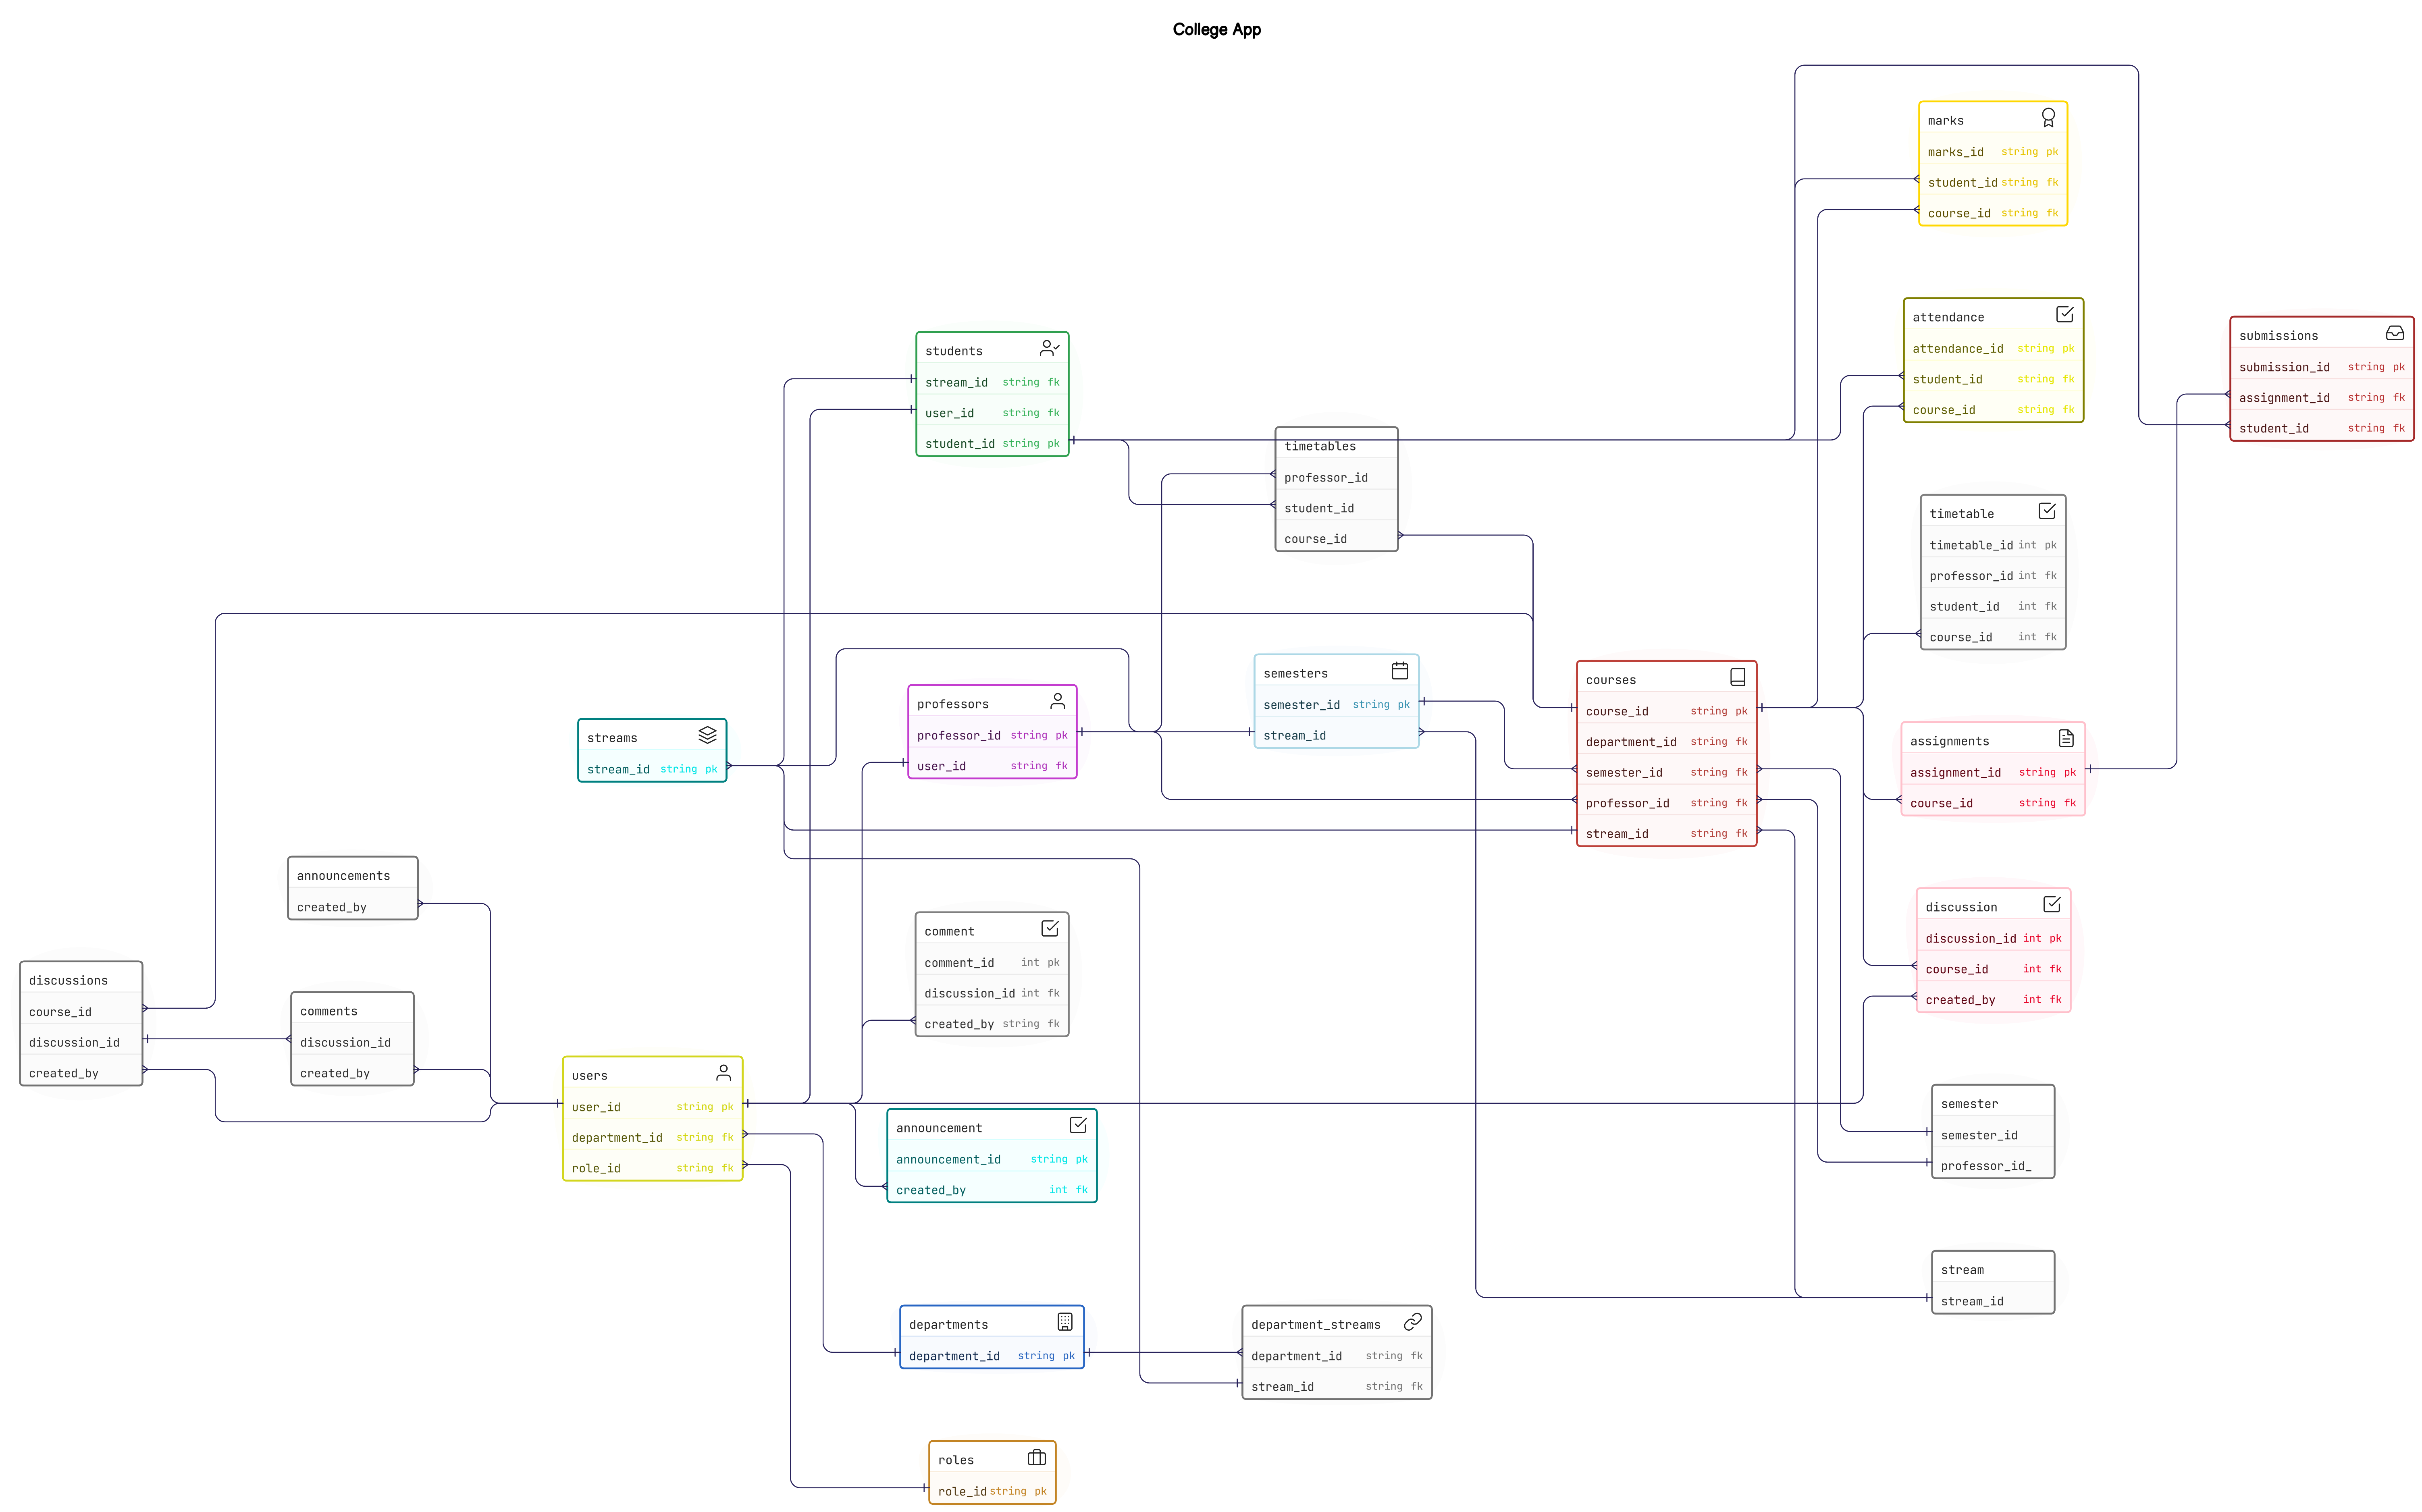 College App
marks
marks_id string pk
student_id string fk
course_id string fk
attendance
attendance_id string pk
student_id string fk
course_id string fk
submissions
submission_id string pk
assignment_id string fk
student_id string fk
students
stream_id string fk
user_id string fk
student_id string pk
timetables
professor_id
student_id
course_id
timetable
timetable_id int pk
professor_id int fk
student_id int fk
course_id int fk
semesters
semester_id string pk
stream_id
courses
course_id string pk
department_id string fk
semester_id string fk
professor_id string fk
stream_id string fk
professors
professor_id string pk
user_id string fk
streams
stream_id string pk
assignments
assignment_id string pk
course_id string fk
announcements
created_by
comment
comment_id int pk
discussion_id int fk
created_by string fk
discussion
discussion_id int pk
course_id int fk
created_by int fk
discussions
course_id
discussion_id
created_by
comments
discussion_id
created_by
users
user_id string pk
department_id string fk
role_id string fk
announcement
announcement_id string pk
created_by int fk
semester
semester_id
professor_id_
stream
stream_id
departments
department_id string pk
department_streams
department_id string fk
stream_id string fk
roles
role_id string pk